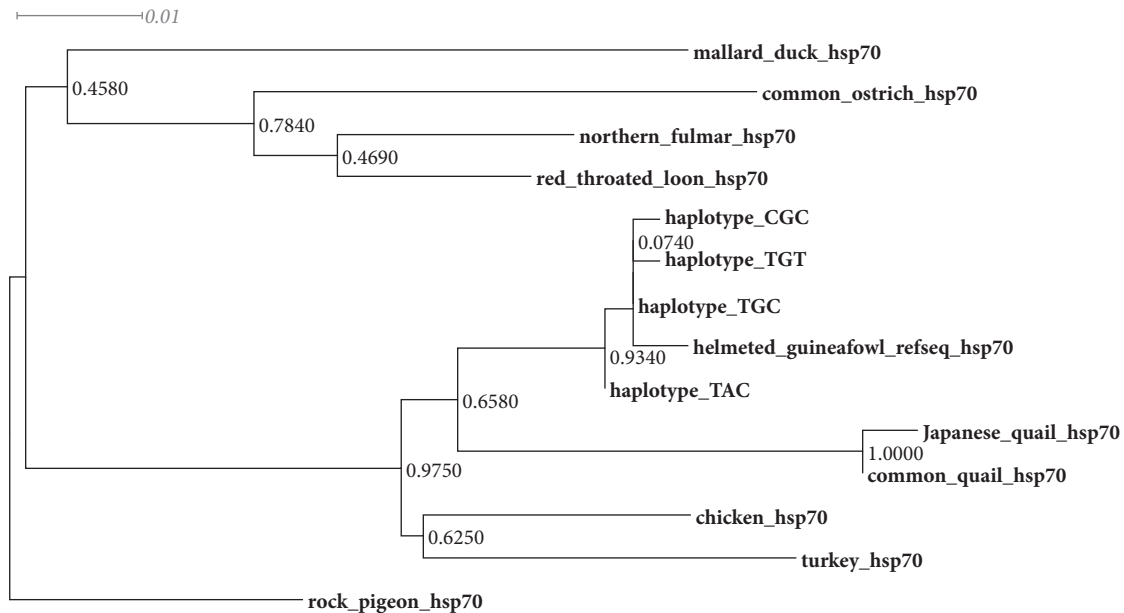 0.01
mallard_duck_hsp70
0.4580
common_ostrich_hsp70
0.7840
northern_fulmar_hsp70
0.4690
red_throated_loon_hsp70
haplotype_CGC
0.0740
haplotype_TGT
haplotype_TGC
helmeted_guineafowl_refseq_hsp70
0.9340
haplotype_TAC
0.6580
Japanese_quail_hsp70
1.0000
0.9750
common_quail_hsp70
chicken_hsp70
0.6250
turkey_hsp70
rock_pigeon_hsp70